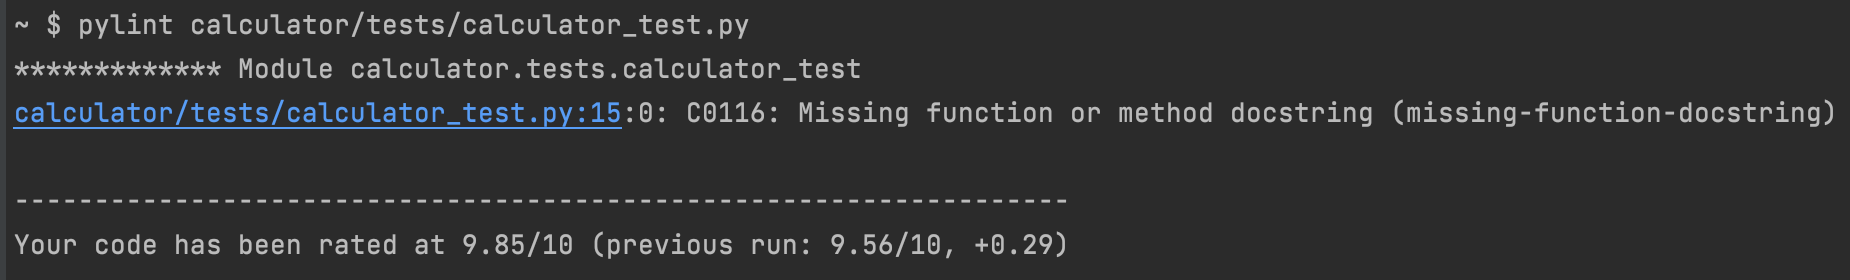 ~ $ pylint calculator/tests/calculator_test.py
************* Module calculator.tests.calculator_test
calculator/tests/calculator_test.py:15:0: C0116: Missing function or method docstring (missing-function-docstring)
------------------------------------------------------------------
Your code has been rated at 9.85/10 (previous run: 9.56/10, +0.29)